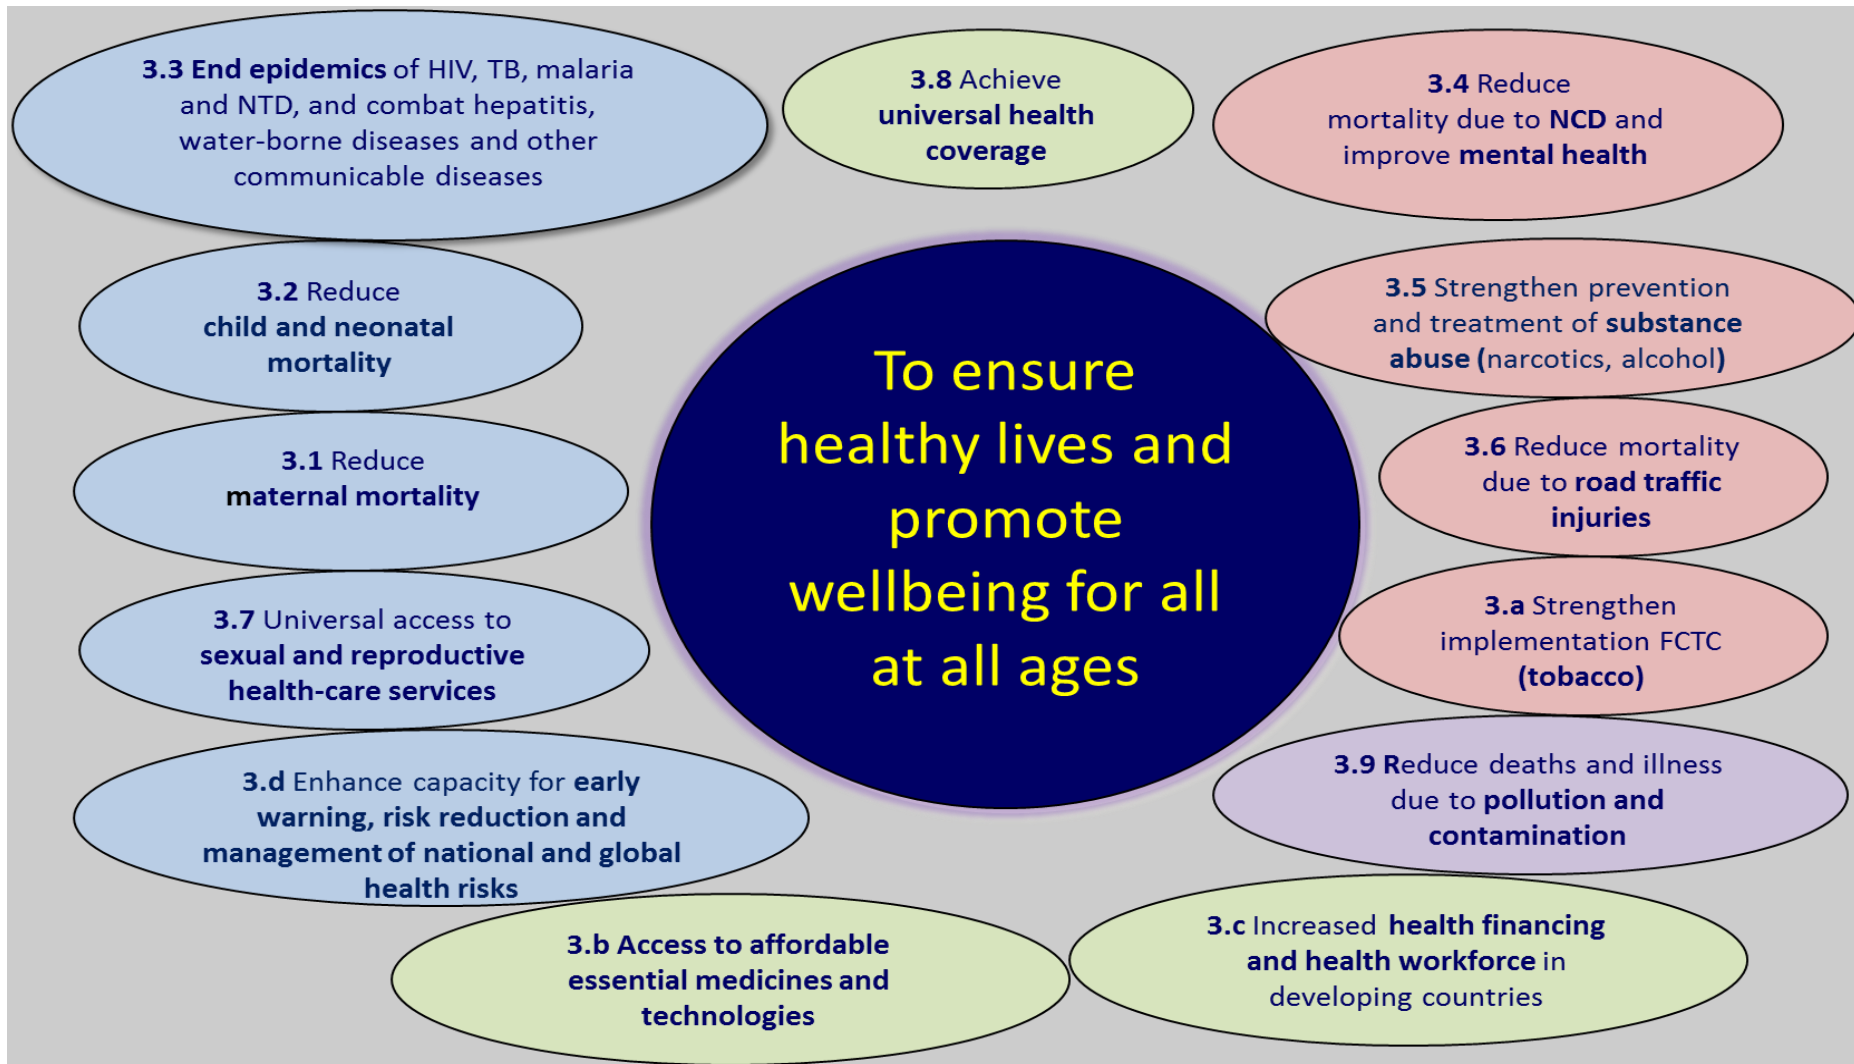 3.3 End epidemics of HIV, TB, malaria
and NTD, and combat hepatitis,
water-borne diseases and other
communicable diseases
3.8 Achieve
universal health
coverage
3.4 Reduce
mortality due to NCD and
improve mental health
3.2 Reduce
child and neonatal
mortality
3.5 Strengthen prevention
and treatment of substance
abuse (narcotics, alcohol)
To ensure
healthy lives and
promote
wellbeing for all
at all ages
3.1 Reduce
maternal mortality
3.6 Reduce mortality
due to road traffic
injuries
3.7 Universal access to
sexual and reproductive
health-care services
3.a Strengthen
implementation FCTC
(tobacco)
3.d Enhance capacity for early
warning, risk reduction and
management of national and global
health risks
3.9 Reduce deaths and illness
due to pollution and
contamination
3.b Access to affordable
essential medicines and
technologies
3.c Increased health financing
and health workforce in
developing countries